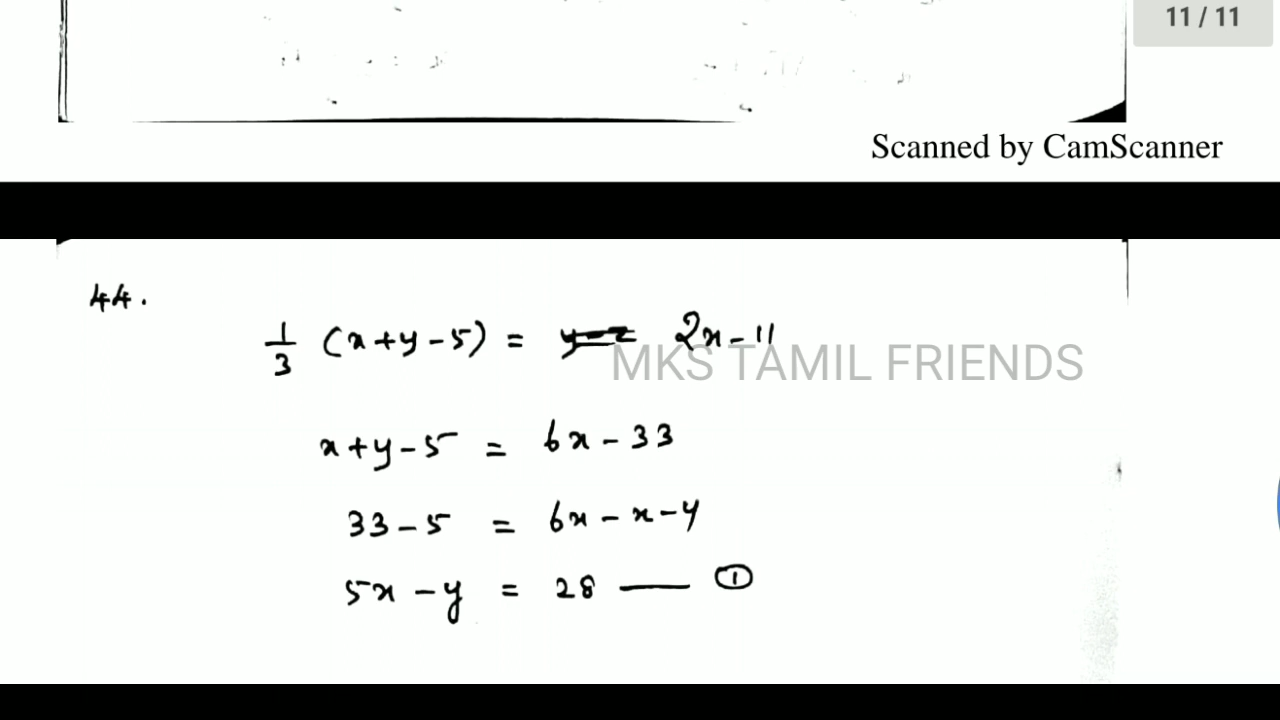 11 / 11
Scanned by CamScanner
44.
1/3 (x+y-5) = 2x-11
MKS TAMIL FRIENDS
x+y-5 = 6x-33
33-5 = 6x-x-y
5x-y = 28 — ①